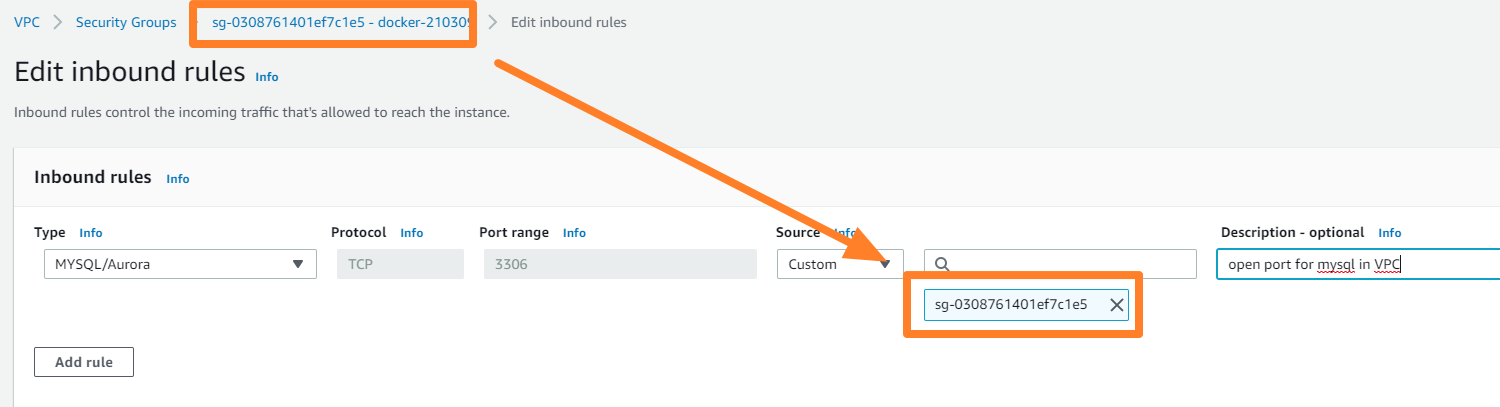 VPC > Security Groups > sg-0308761401ef7c1e5 - docker-210309 > Edit inbound rules
Edit inbound rules Info
Inbound rules control the incoming traffic that's allowed to reach the instance.
Inbound rules Info
Type Info Protocol Info Port range Info Source Info Description - optional Info
MYSQL/Aurora TCP 3306 Custom open port for mysql in VPC
sg-0308761401ef7c1e5
Add rule